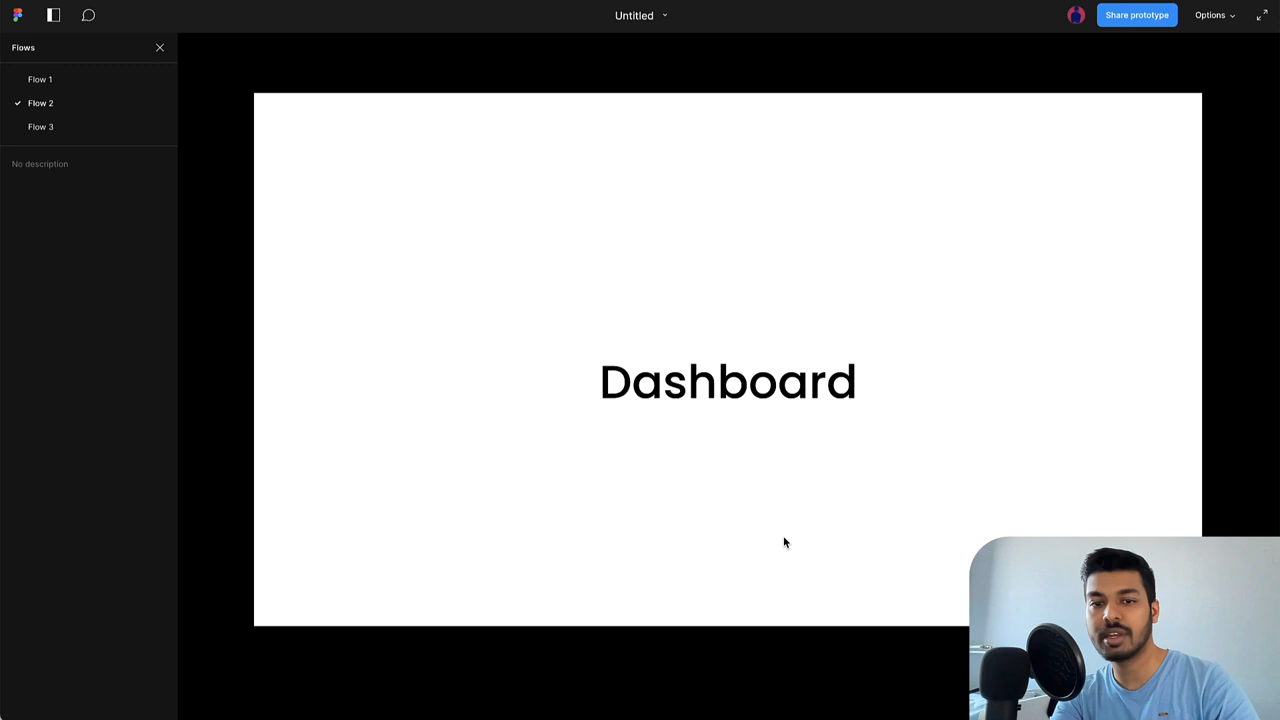 Untitled
Share prototype
Options
Flows
Flow 1
Flow 2
Flow 3
No description
Dashboard